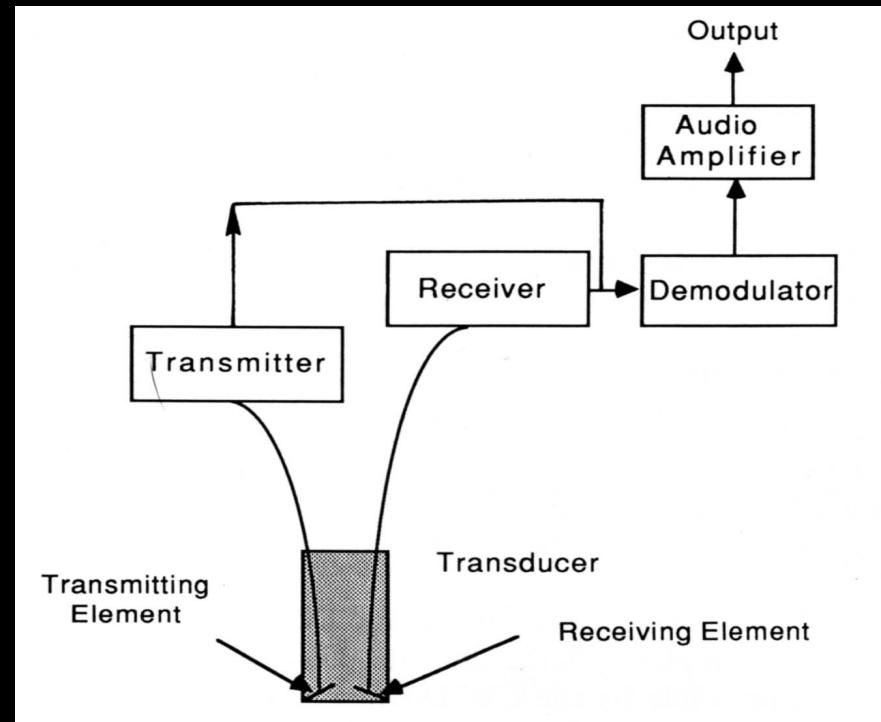 Output
Audio
Amplifier
Receiver
Demodulator
Transmitter
Transducer
Transmitting
Element
Receiving Element